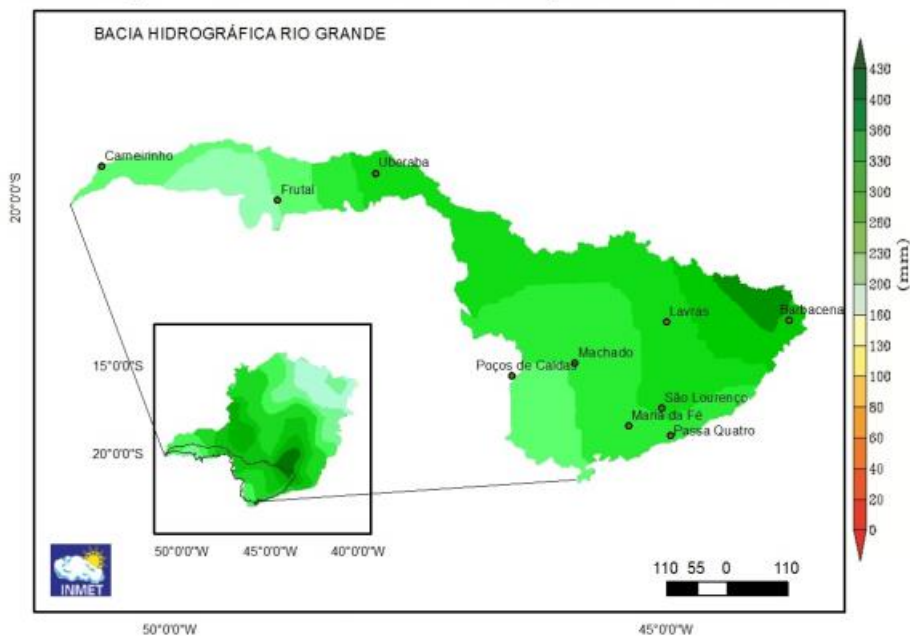 BACIA HIDROGRÁFICA RIO GRANDE
430
400
360
330
300
260
230
200
160
130
100
80
60
40
20
0
(mm)
20°0'0"S
Carneirinho
Frutal
Uberaba
Lavras
Barbacena
Machado
Poços de Caldas
São Lourenço
Maria da Fé
Passa Quatro
15°0'0"S
20°0'0"S
50°0'0"W
45°0'0"W
40°0'0"W
INMET
110 55 0 110
50°0'0"W
45°0'0"W